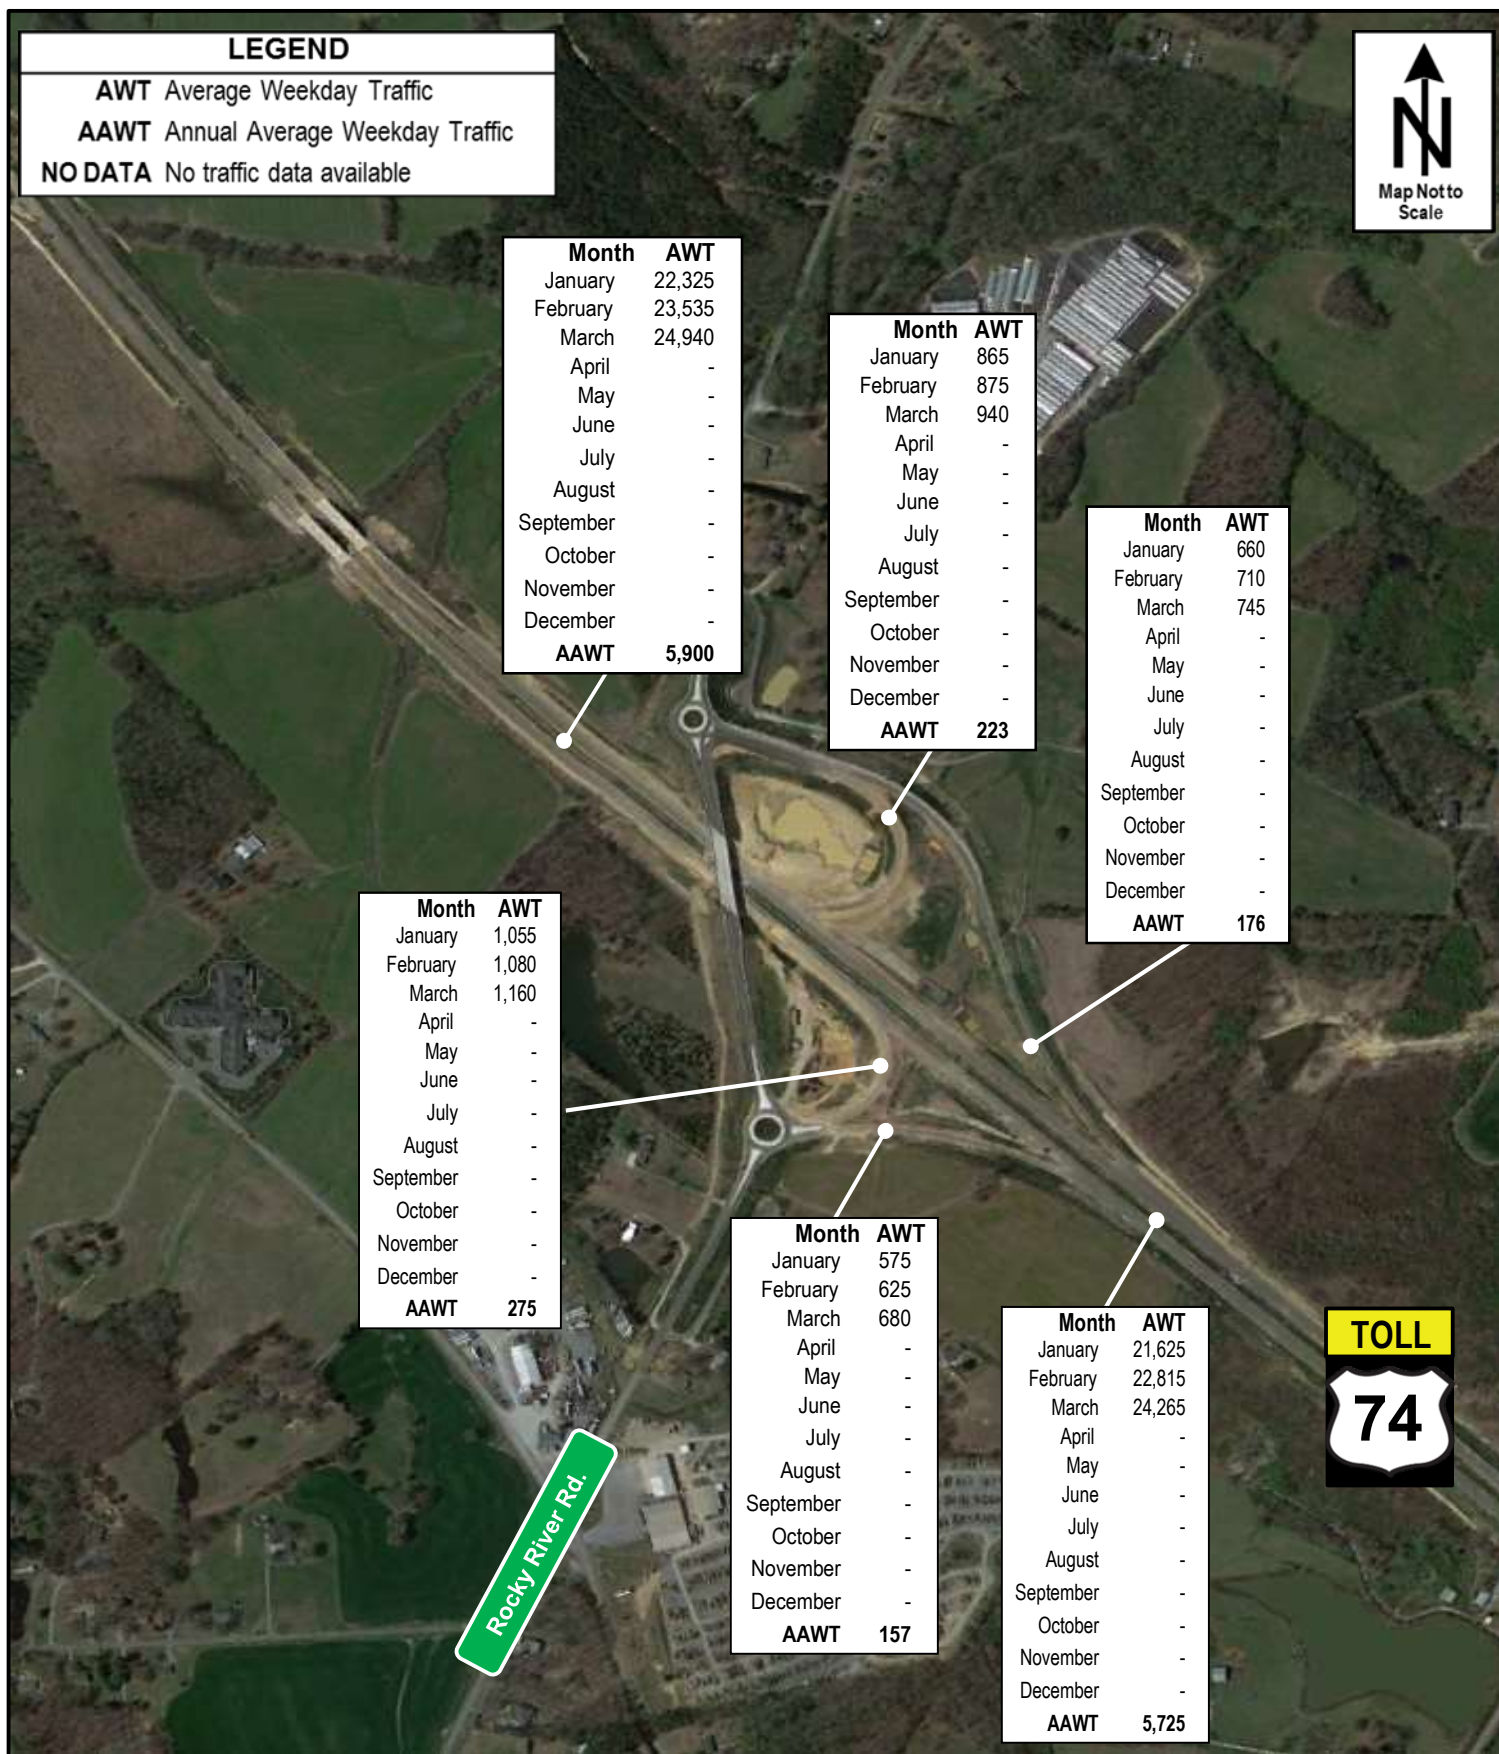 LEGEND
AWT Average Weekday Traffic
AAWT Annual Average Weekday Traffic
NO DATA No traffic data available
N
Map Not to
Scale
Month AWT
January 22,325
February 23,535
March 24,940
April -
May -
June -
July -
August -
September -
October -
November -
December -
AAWT 5,900
Month AWT
January 865
February 875
March 940
April -
May -
June -
July -
August -
September -
October -
November -
December -
AAWT 223
Month AWT
January 660
February 710
March 745
April -
May -
June -
July -
August -
September -
October -
November -
December -
AAWT 176
Month AWT
January 1,055
February 1,080
March 1,160
April -
May -
June -
July -
August -
September -
October -
November -
December -
AAWT 275
Month AWT
January 575
February 625
March 680
April -
May -
June -
July -
August -
September -
October -
November -
December -
AAWT 157
Month AWT
January 21,625
February 22,815
March 24,265
April -
May -
June -
July -
August -
September -
October -
November -
December -
AAWT 5,725
TOLL
74
Rocky River Rd.